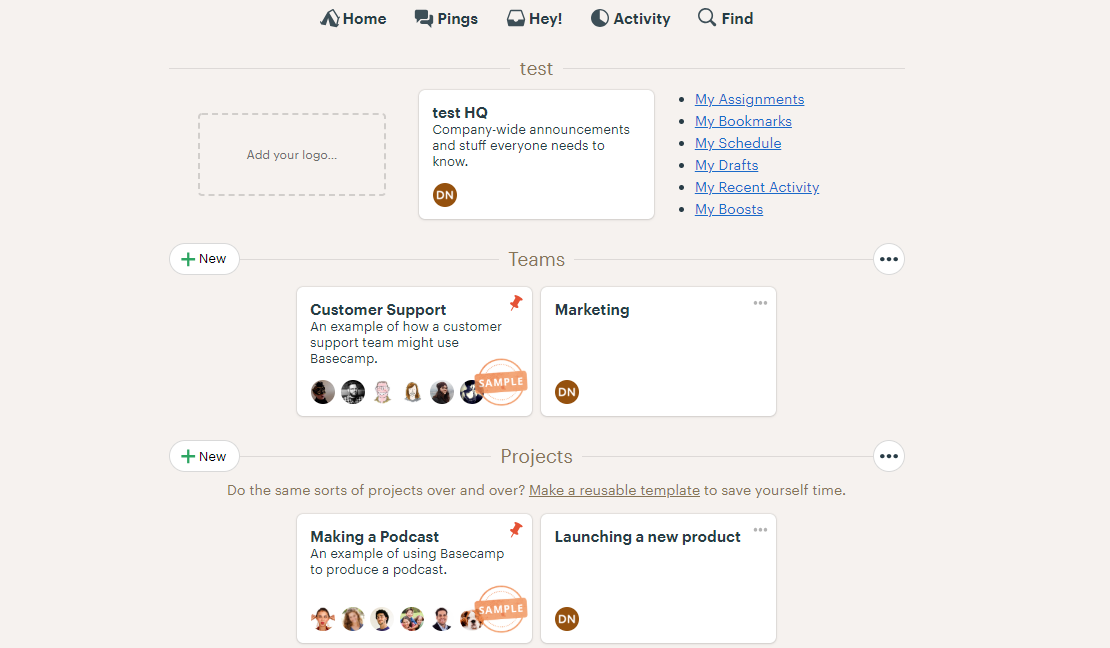 Home Pings Hey! Activity Find
test
Add your logo...
test HQ
Company-wide announcements
and stuff everyone needs to
know.
DN
My Assignments
My Bookmarks
My Schedule
My Drafts
My Recent Activity
My Boosts
New
Teams
Customer Support
An example of how a customer
support team might use
Basecamp.
SAMPLE
Marketing
DN
New
Projects
Do the same sorts of projects over and over? Make a reusable template to save yourself time.
Making a Podcast
An example of using Basecamp
to produce a podcast.
SAMPLE
Launching a new product
DN